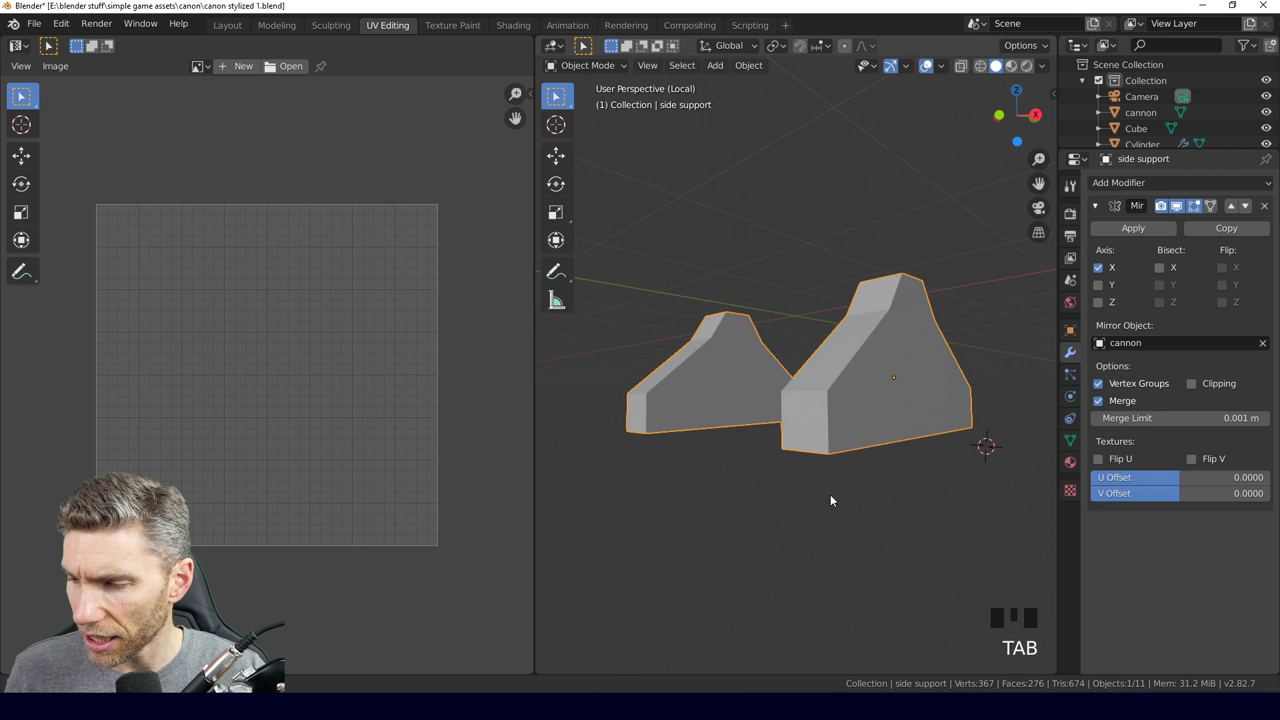 Blender* [E:\blender stuff\simple game assets\canon\canon stylized 1.blend]
File Edit Render Window Help Layout Modeling Sculpting UV Editing Texture Paint Shading Animation Rendering Compositing Scripting + Scene View Layer
Global Options
View Image New Open Object Mode View Select Add Object
Scene Collection
Collection
Camera
cannon
Cube
Cylinder
User Perspective (Local)
(1) Collection | side support
Z
X
side support
Add Modifier
Mir
Apply Copy
Axis: Bisect: Flip:
X X X
Y Y Y
Z Z Z
Mirror Object:
cannon
Options:
Vertex Groups Clipping
Merge
Merge Limit 0.001 m
Textures:
Flip U Flip V
U Offset 0.0000
V Offset 0.0000
TAB
Collection | side support | Verts:367 | Faces:276 | Tris:674 | Objects:1/11 | Mem: 31.2 MiB | v2.82.7